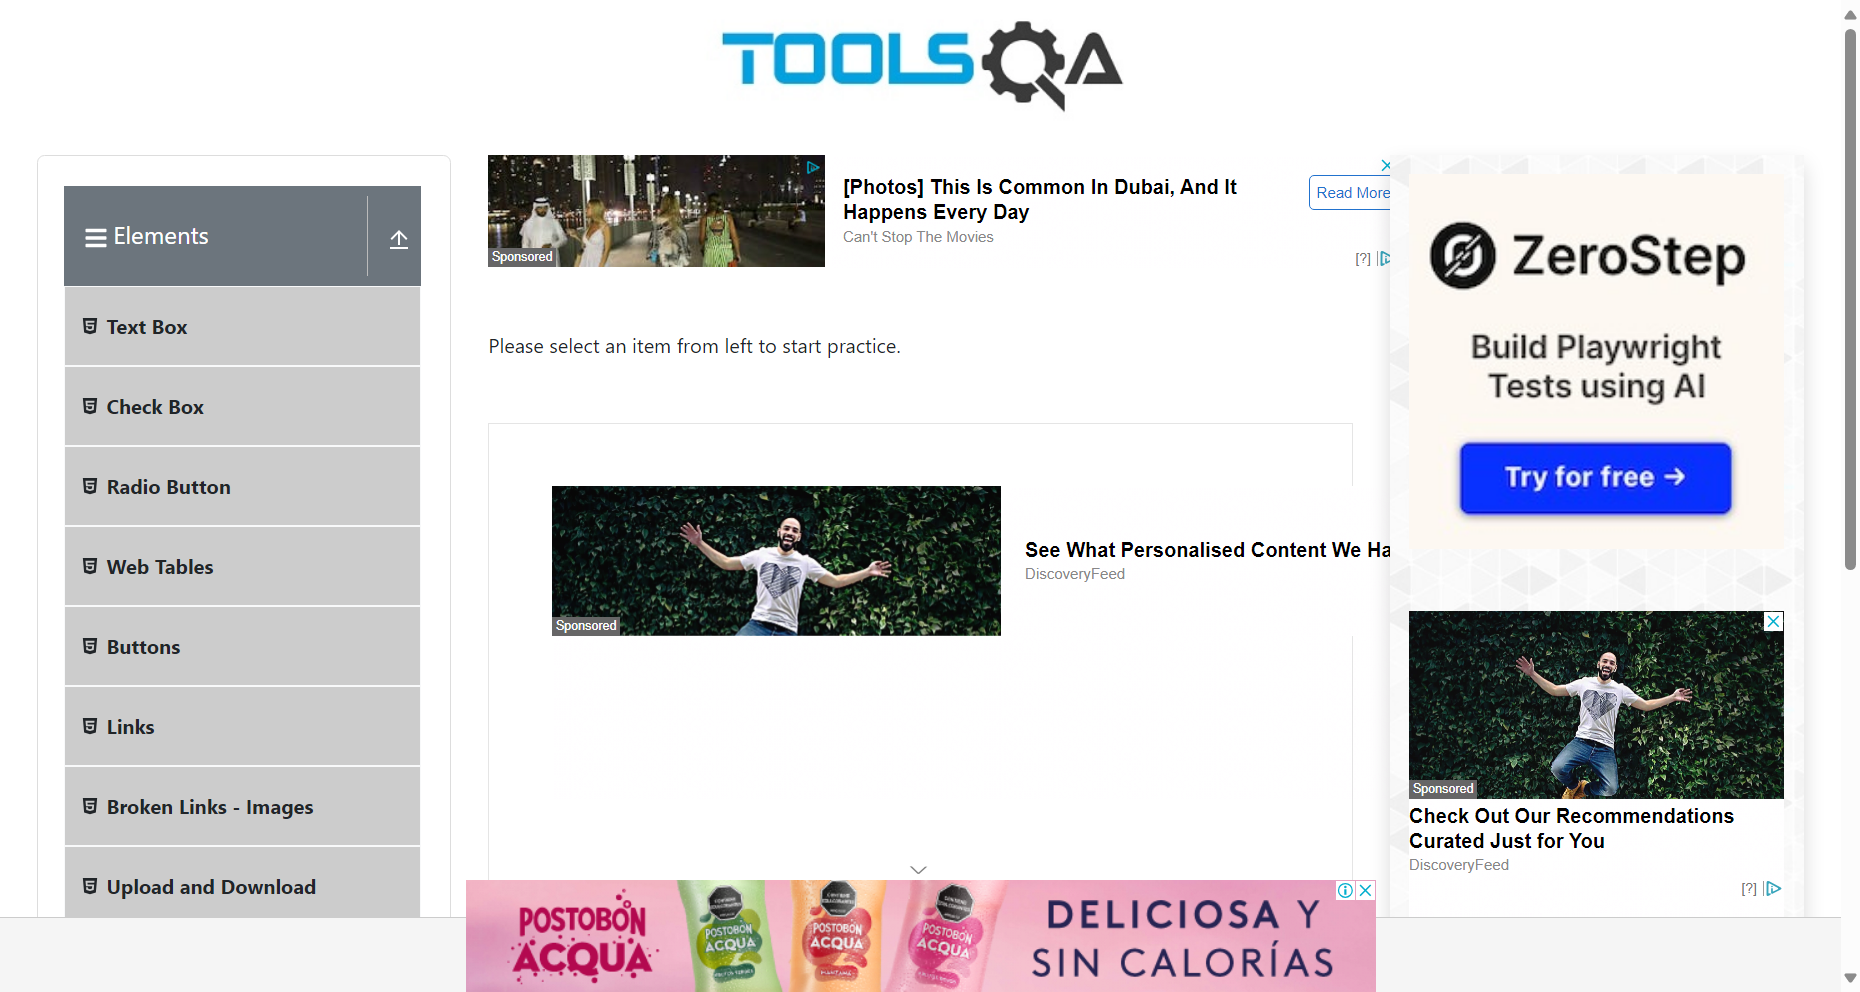 TOOLSQA
Elements
Text Box
Check Box
Radio Button
Web Tables
Buttons
Links
Broken Links - Images
Upload and Download
Sponsored
[Photos] This Is Common In Dubai, And It
Happens Every Day
Can't Stop The Movies
Read More
[?]
Please select an item from left to start practice.
Sponsored
See What Personalised Content We Ha
DiscoveryFeed
ZeroStep
Build Playwright
Tests using AI
Try for free →
Sponsored
Check Out Our Recommendations
Curated Just for You
DiscoveryFeed
[?]
POSTOBÓN
ACQUA
POSTOBÓN
ACQUA
POSTOBÓN
ACQUA
POSTOBÓN
ACQUA
DELICIOSA Y
SIN CALORÍAS